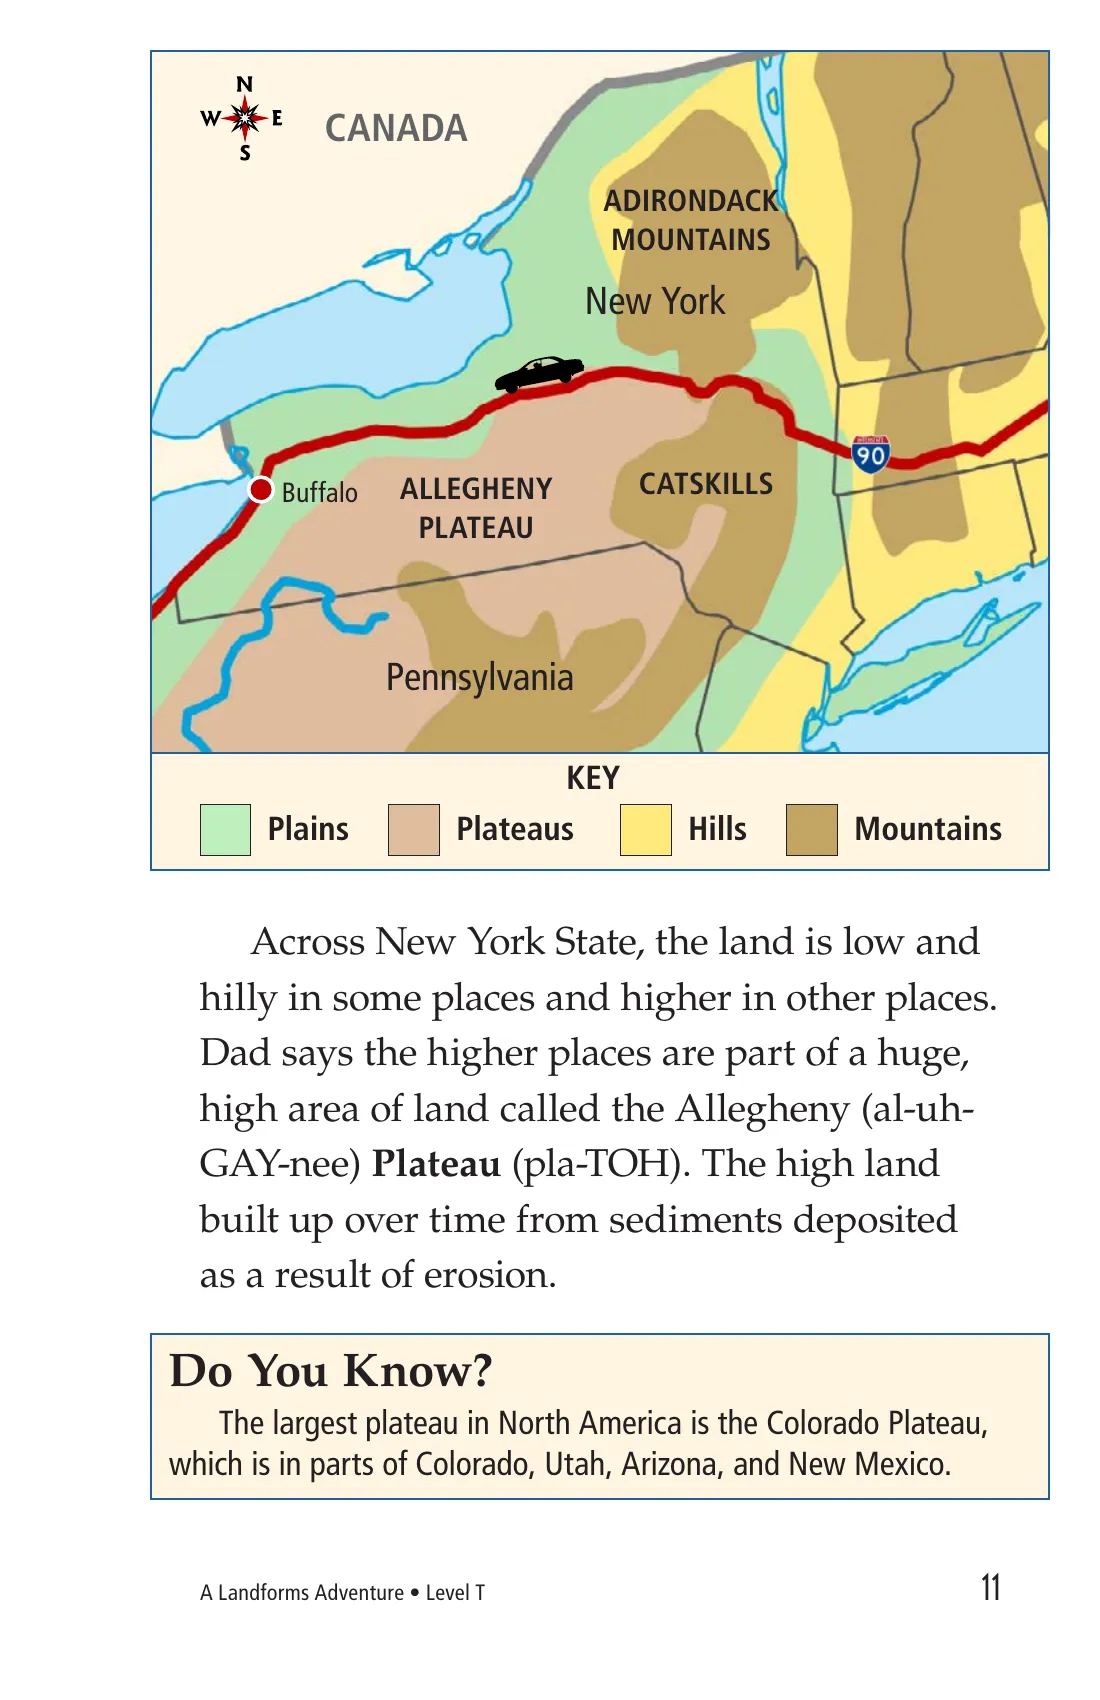 N
W E
S
CANADA
ADIRONDACK
MOUNTAINS
New York
90
Buffalo
ALLEGHENY
PLATEAU
CATSKILLS
Pennsylvania
KEY
Plains Plateaus Hills Mountains
Across New York State, the land is low and
hilly in some places and higher in other places.
Dad says the higher places are part of a huge,
high area of land called the Allegheny (al-uh-
GAY-nee) Plateau (pla-TOH). The high land
built up over time from sediments deposited
as a result of erosion.
Do You Know?
The largest plateau in North America is the Colorado Plateau,
which is in parts of Colorado, Utah, Arizona, and New Mexico.
A Landforms Adventure • Level T 11